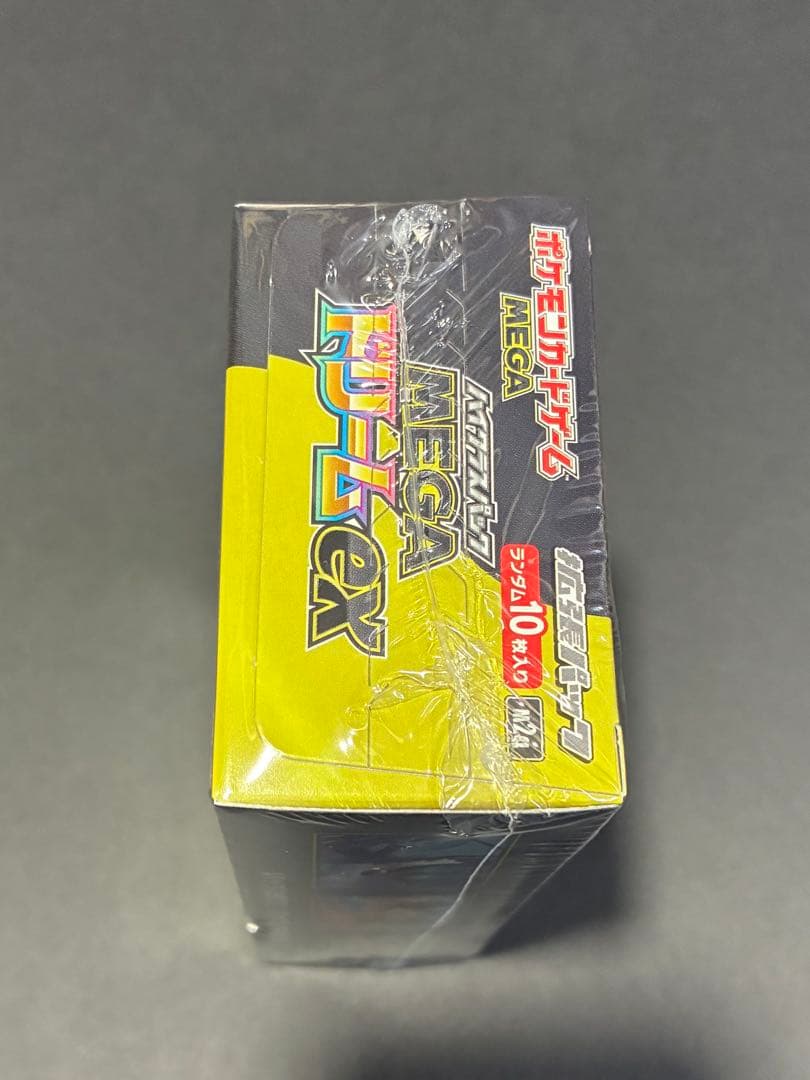 ポケモンカードゲーム
MEGA
拡張パック
ハイクラスパック
MEGA
ドリームex
ランダム10枚入り
M2a